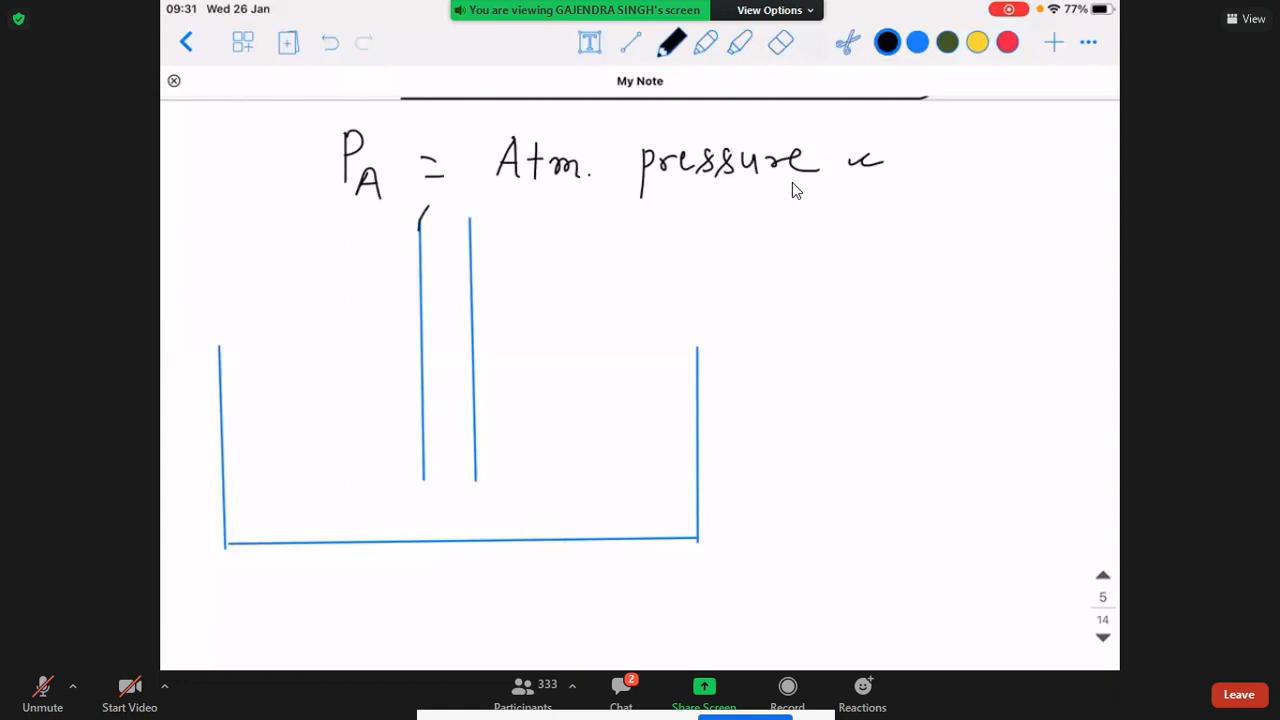 09:31 Wed 26 Jan
You are viewing GAJENDRA SINGH's screen
View Options
77%
View
My Note
P_A = Atm. pressure
5
14
Unmute
Start Video
Participants
333
Chat
2
Share Screen
Record
Reactions
Leave